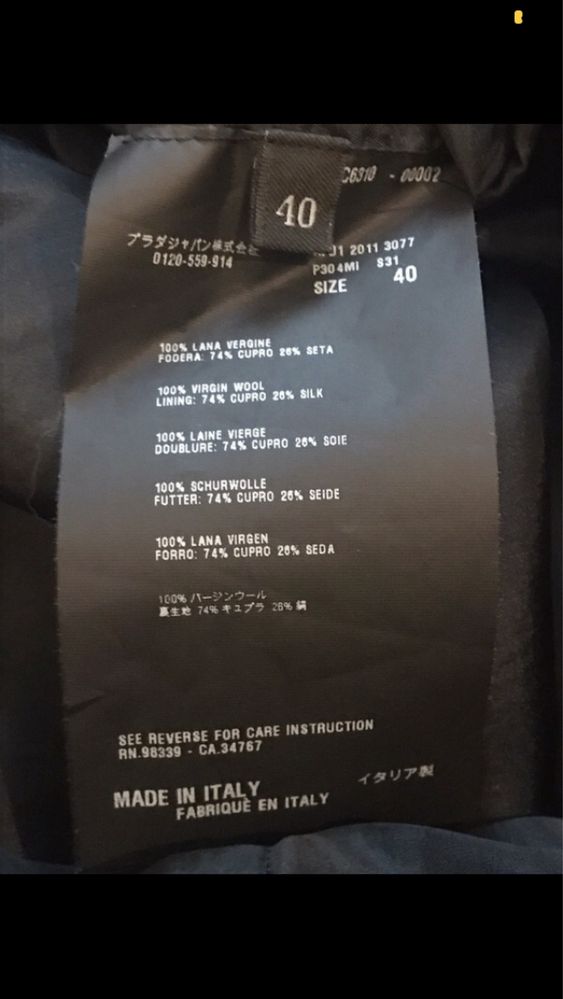 C6310 - 00002
40
プラダジャパン株式会社
0120-559-914
2011 3077
P304MI S31
SIZE 40
100% LANA VERGINE
FODERA: 74% CUPRO 26% SETA
100% VIRGIN WOOL
LINING: 74% CUPRO 26% SILK
100% LAINE VIERGE
DOUBLURE: 74% CUPRO 26% SOIE
100% SCHURWOLLE
FUTTER: 74% CUPRO 26% SEIDE
100% LANA VIRGEN
FORRO: 74% CUPRO 26% SEDA
100% バージンウール
裏生地 74% キュプラ 26% 絹
SEE REVERSE FOR CARE INSTRUCTION
RN.98339 - CA.34767
MADE IN ITALY
イタリア製
FABRIQUÈ EN ITALY